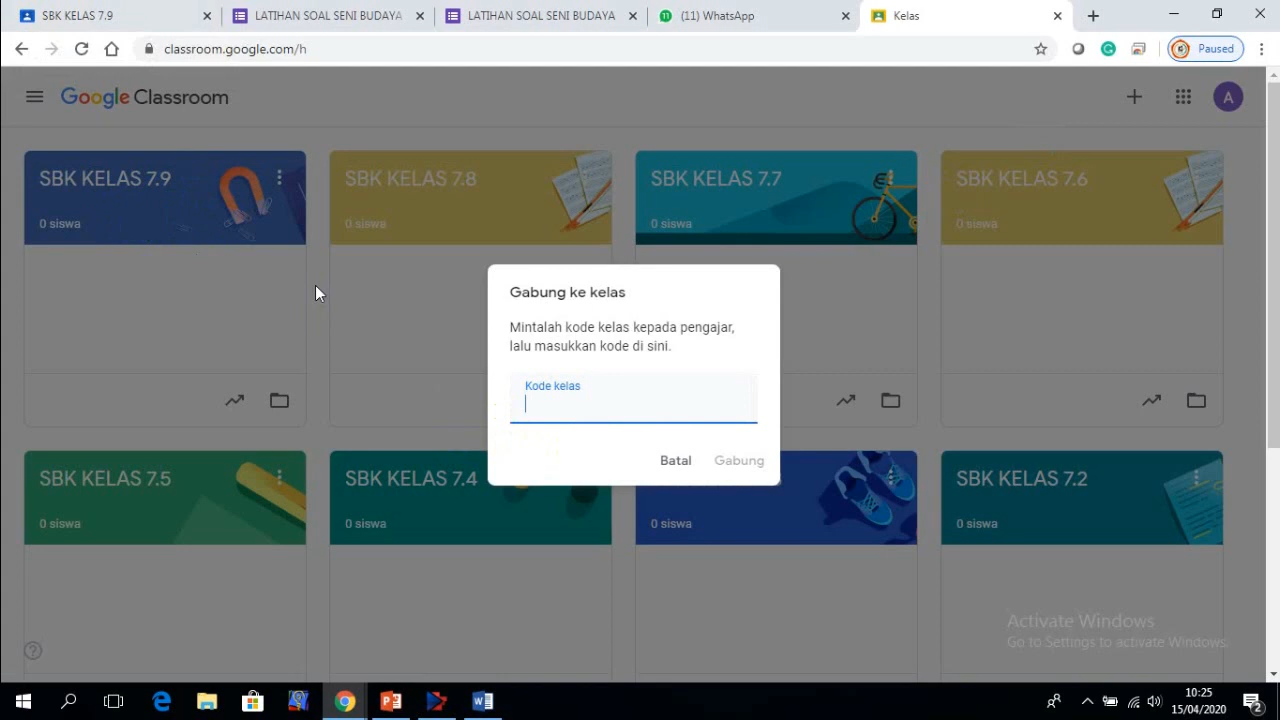 SBK KELAS 7.9
LATIHAN SOAL SENI BUDAYA
LATIHAN SOAL SENI BUDAYA
(11) WhatsApp
Kelas
classroom.google.com/h
Paused
Google Classroom
A
SBK KELAS 7.9
0 siswa
SBK KELAS 7.8
0 siswa
SBK KELAS 7.7
0 siswa
SBK KELAS 7.6
0 siswa
Gabung ke kelas
Mintalah kode kelas kepada pengajar,
lalu masukkan kode di sini.
Kode kelas
Batal
Gabung
SBK KELAS 7.5
0 siswa
SBK KELAS 7.4
0 siswa
0 siswa
SBK KELAS 7.2
0 siswa
Activate Windows
Go to Settings to activate Windows.
10:25
15/04/2020
2